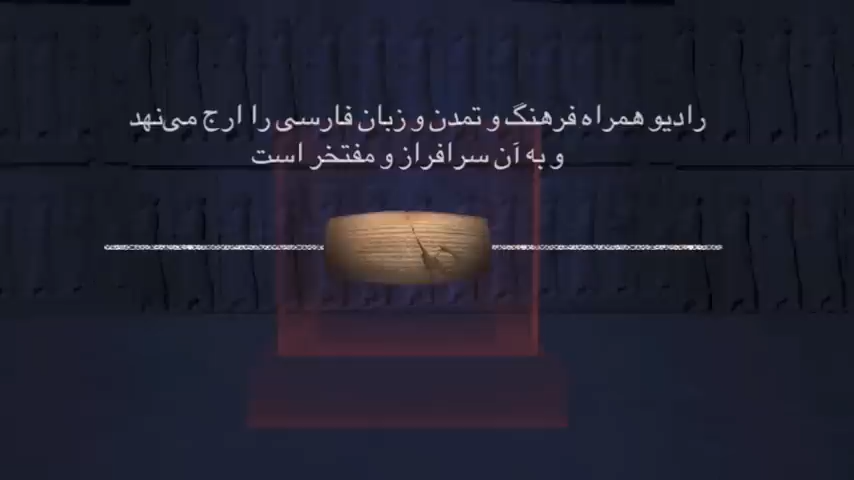 رادیو همراه فرهنگ و تمدن و زبان فارسی را ارج می‌نهد
و به آن سرافراز و مفتخر است